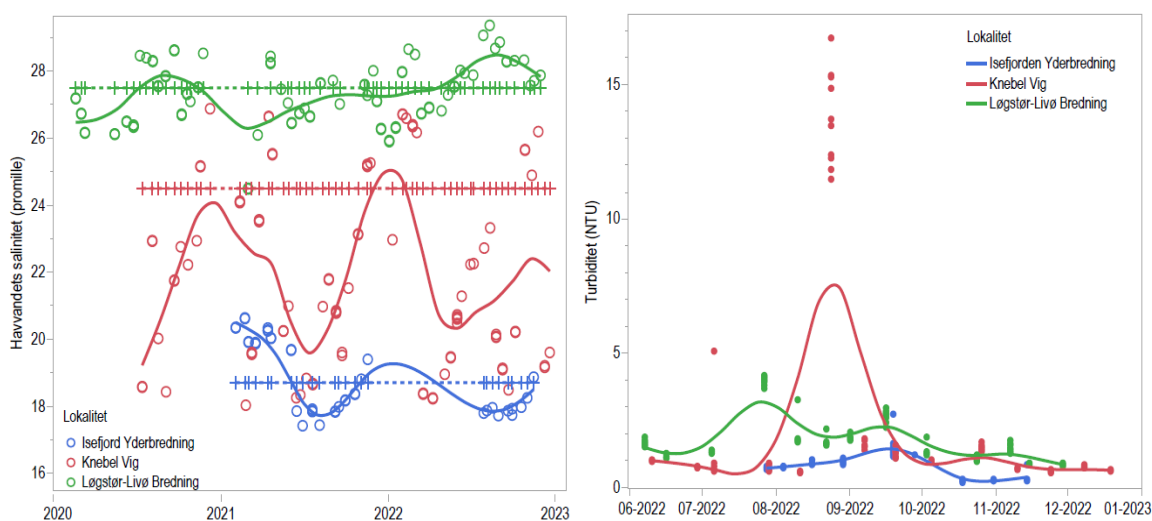 Havvandets salinitet (promille)
28
26
24
22
20
18
16
Lokalitet
Isefjord Yderbredning
Knebel Vig
Løgstør-Livø Bredning
2020
2021
2022
2023
Turbiditet (NTU)
15
10
5
0
Lokalitet
Isefjorden Yderbredning
Knebel Vig
Løgstør-Livø Bredning
06-2022
07-2022
08-2022
09-2022
10-2022
11-2022
12-2022
01-2023